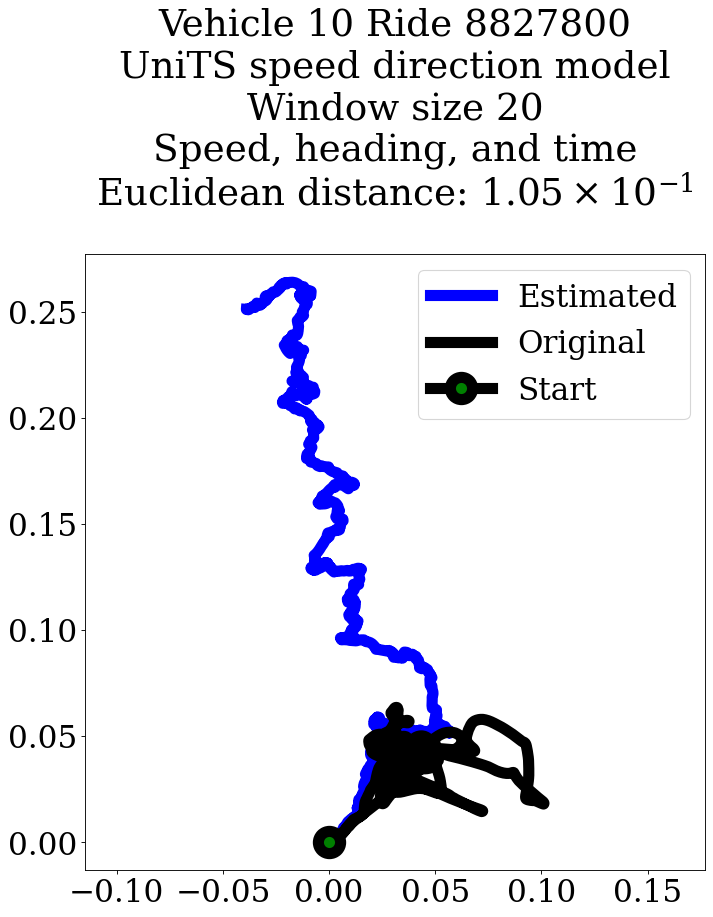 Vehicle 10 Ride 8827800
UniTS speed direction model
Window size 20
Speed, heading, and time
Euclidean distance: 1.05 × 10⁻¹
Estimated
Original
Start
0.25
0.20
0.15
0.10
0.05
0.00
−0.10 −0.05 0.00 0.05 0.10 0.15